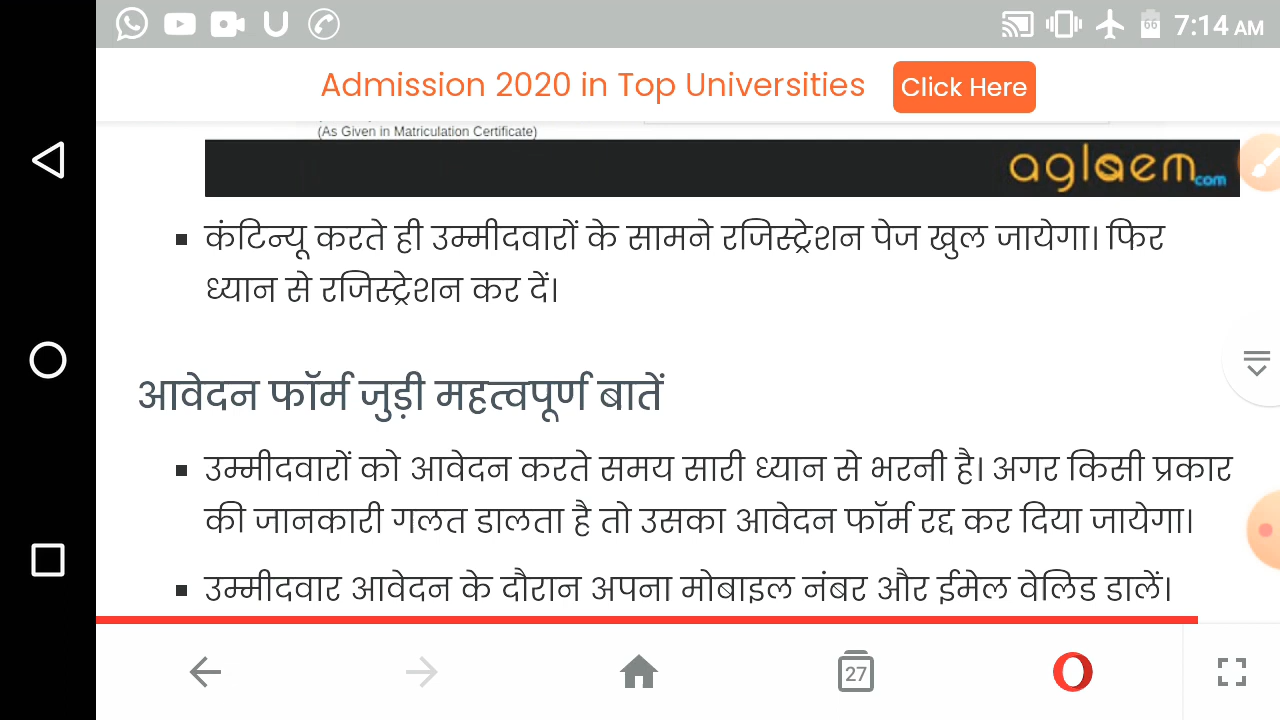 66 7:14 AM
Admission 2020 in Top Universities Click Here
(As Given in Matriculation Certificate)
aglasem.com
कंटिन्यू करते ही उम्मीदवारों के सामने रजिस्ट्रेशन पेज खुल जायेगा। फिर
ध्यान से रजिस्ट्रेशन कर दें।
आवेदन फॉर्म जुड़ी महत्वपूर्ण बातें
उम्मीदवारों को आवेदन करते समय सारी ध्यान से भरनी है। अगर किसी प्रकार
की जानकारी गलत डालता है तो उसका आवेदन फॉर्म रद्द कर दिया जायेगा।
उम्मीदवार आवेदन के दौरान अपना मोबाइल नंबर और ईमेल वेलिड डालें।
27